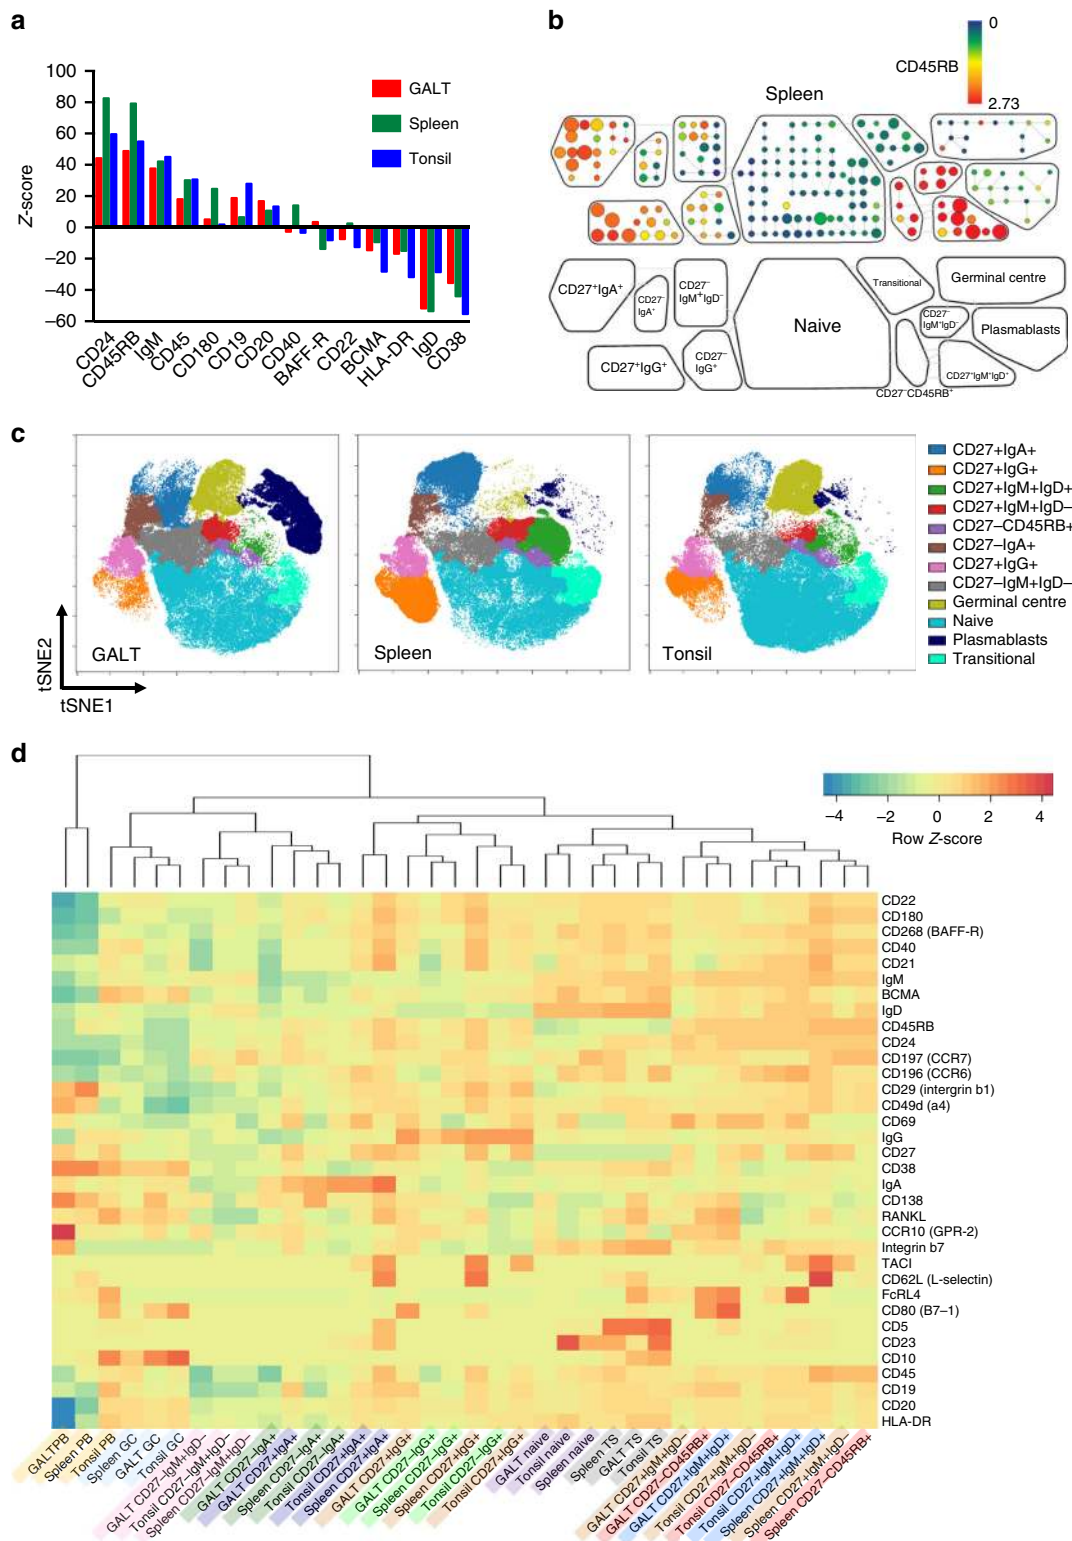 a
100
80
60
40
20
0
–20
–40
–60
Z-score
GALT
Spleen
Tonsil
CD24
CD45RB
IgM
CD45
CD180
CD19
CD20
CD40
BAFF-R
CD22
BCMA
HLA-DR
IgD
CD38
b
CD45RB
0
2.73
Spleen
CD27+IgA+
CD27–
IgA+
CD27–
IgM+IgD–
Naive
Transitional
Germinal centre
CD27–
IgM+IgD–
Plasmablasts
CD27+IgG+
CD27–
IgG+
CD27–CD45RB+
CD27+IgM+IgD+
c
tSNE2
tSNE1
GALT
Spleen
Tonsil
CD27+IgA+
CD27+IgG+
CD27+IgM+IgD+
CD27+IgM+IgD–
CD27–CD45RB+
CD27–IgA+
CD27+IgG+
CD27–IgM+IgD–
Germinal centre
Naive
Plasmablasts
Transitional
d
–4
–2
0
2
4
Row Z-score
CD22
CD180
CD268 (BAFF-R)
CD40
CD21
IgM
BCMA
IgD
CD45RB
CD24
CD197 (CCR7)
CD196 (CCR6)
CD29 (intergrin b1)
CD49d (a4)
CD69
IgG
CD27
CD38
IgA
CD138
RANKL
CCR10 (GPR-2)
Integrin b7
TACI
CD62L (L-selectin)
FcRL4
CD80 (B7–1)
CD5
CD23
CD10
CD45
CD19
CD20
HLA-DR
GALTPB
Spleen PB
Tonsil PB
Spleen GC
GALT GC
Tonsil GC
GALT CD27–IgM+IgD–
Tonsil CD27–IgM+IgD–
Spleen CD27–IgM+IgD–
GALT CD27–IgA+
GALT CD27+IgA+
Spleen CD27–IgA+
Tonsil CD27–IgA+
Tonsil CD27+IgA+
Spleen CD27+IgA+
GALT CD27+IgG+
GALT CD27–IgG+
Spleen CD27–IgG+
Spleen CD27+IgG+
Tonsil CD27–IgG+
Tonsil CD27+IgG+
GALT naive
Tonsil naive
Spleen naive
Spleen TS
GALT TS
Tonsil TS
GALT CD27+IgM+IgD–
GALT CD27–CD45RB+
GALT CD27+IgM+IgD+
Tonsil CD27+IgM+IgD–
Tonsil CD27–CD45RB+
Tonsil CD27+IgM+IgD+
Spleen CD27+IgM+IgD+
Spleen CD27+IgM+IgD–
Spleen CD27–CD45RB+